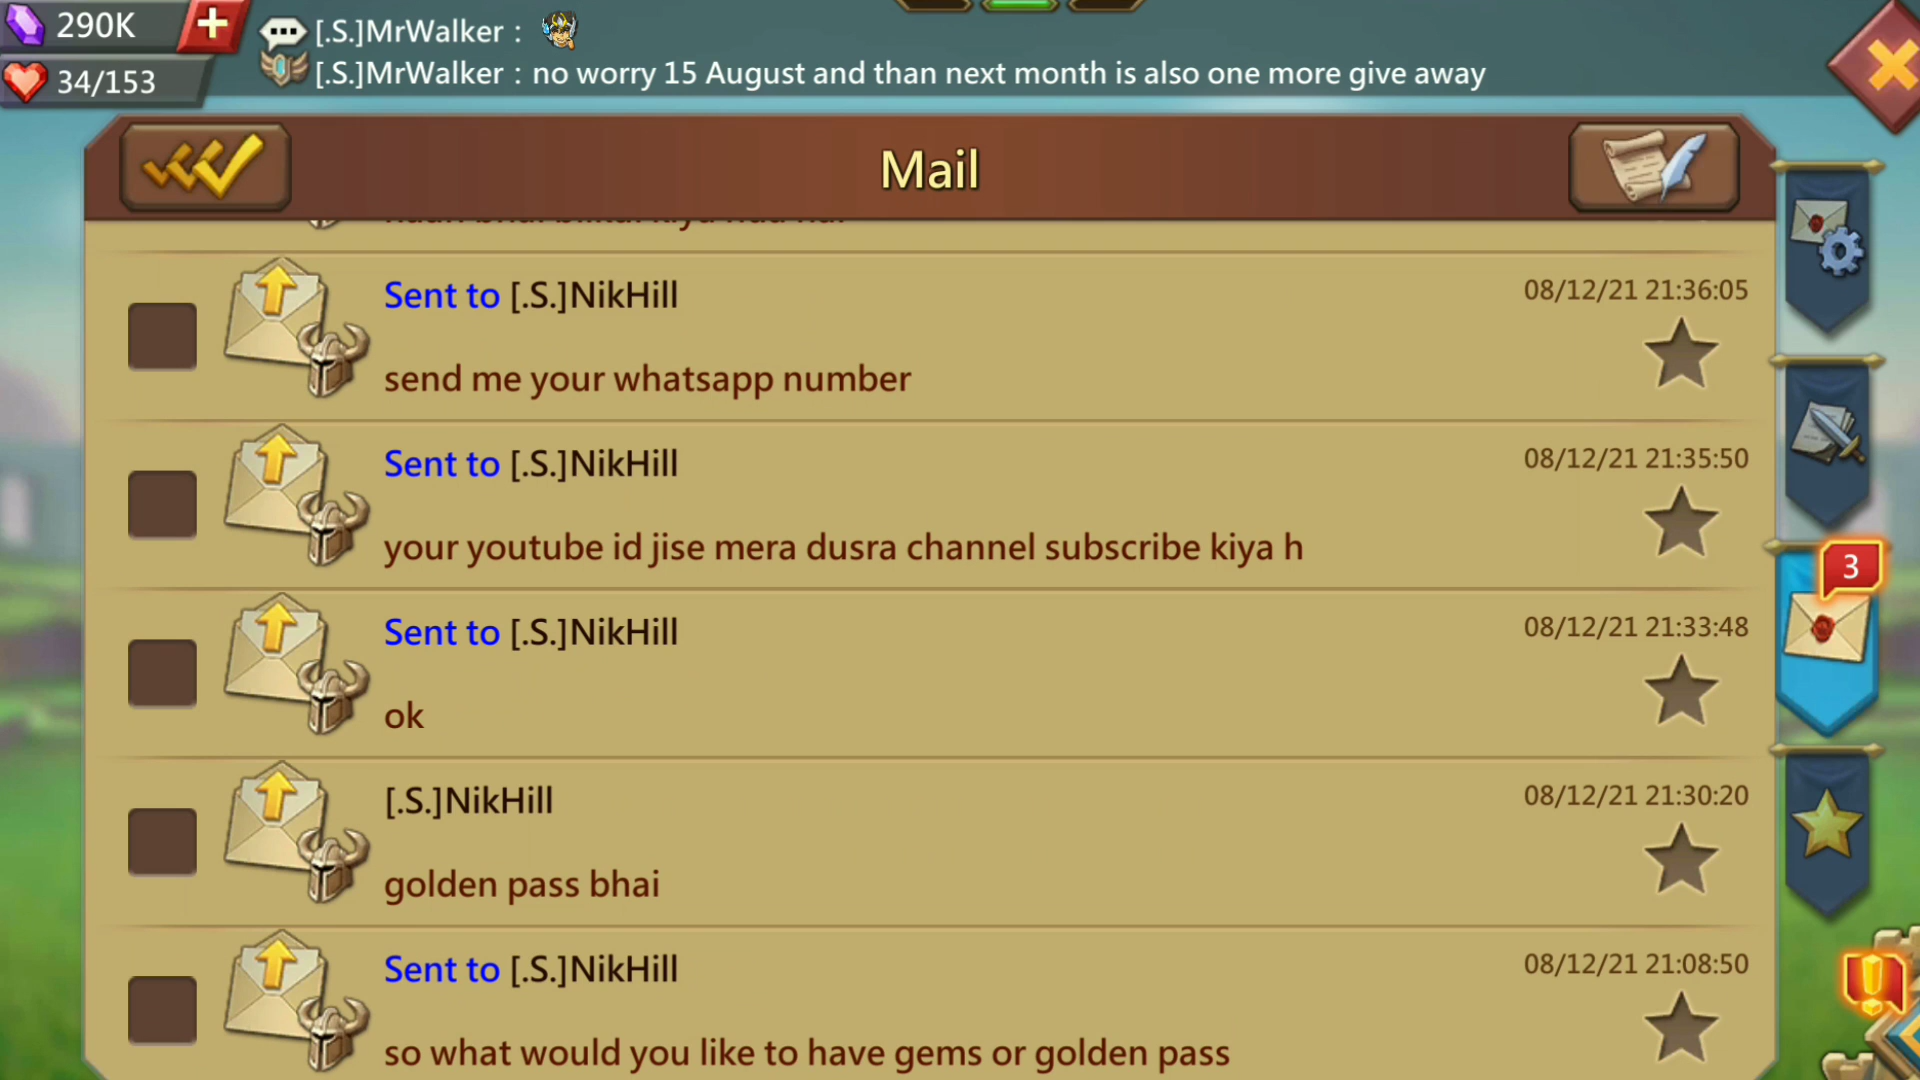 290K
34/153
[.S.]MrWalker :
[.S.]MrWalker : no worry 15 August and than next month is also one more give away
Mail
Sent to [.S.]NikHill
08/12/21 21:36:05
send me your whatsapp number
Sent to [.S.]NikHill
08/12/21 21:35:50
your youtube id jise mera dusra channel subscribe kiya h
3
Sent to [.S.]NikHill
08/12/21 21:33:48
ok
[.S.]NikHill
08/12/21 21:30:20
golden pass bhai
Sent to [.S.]NikHill
08/12/21 21:08:50
so what would you like to have gems or golden pass